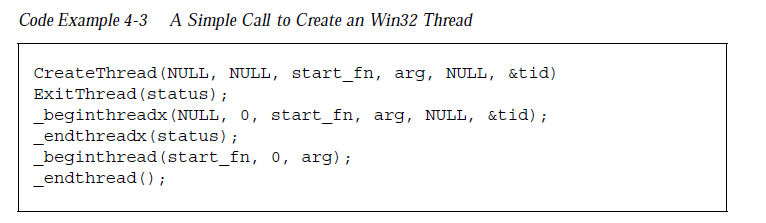 Code Example 4-3 A Simple Call to Create an Win32 Thread
CreateThread(NULL, NULL, start_fn, arg, NULL, &tid)
ExitThread(status);
_beginthreadx(NULL, 0, start_fn, arg, NULL, &tid);
_endthreadx(status);
_beginthread(start_fn, 0, arg);
_endthread();